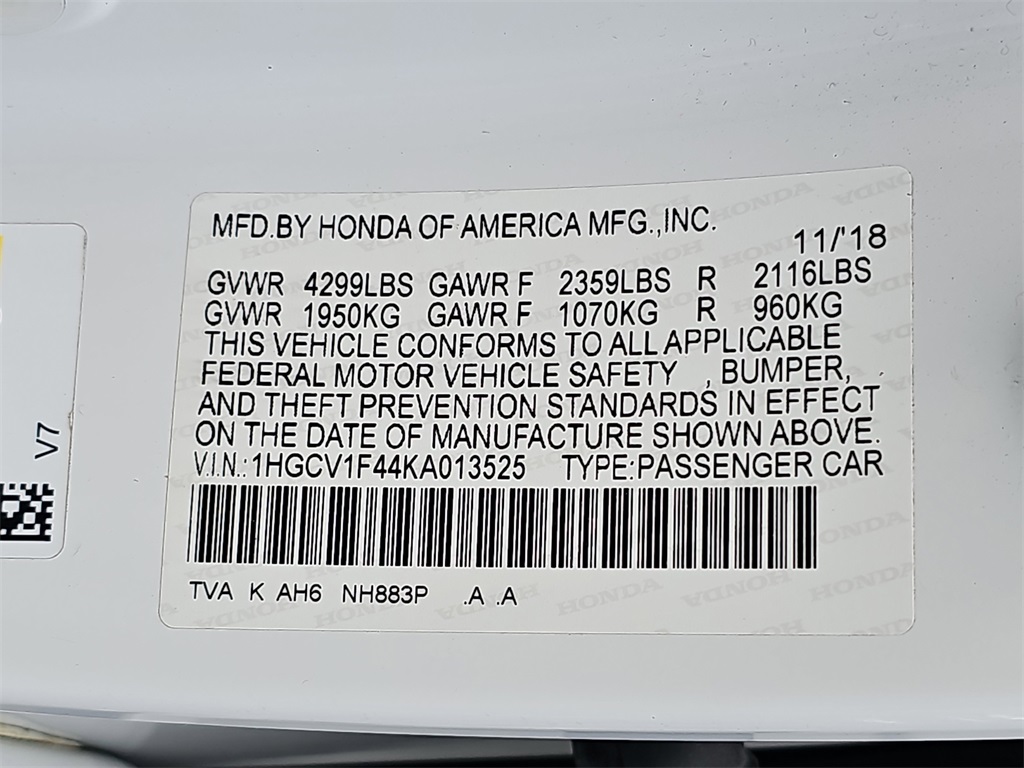 MFD.BY HONDA OF AMERICA MFG.,INC.
11/'18
GVWR 4299LBS GAWR F 2359LBS R 2116LBS
GVWR 1950KG GAWR F 1070KG R 960KG
THIS VEHICLE CONFORMS TO ALL APPLICABLE
FEDERAL MOTOR VEHICLE SAFETY , BUMPER,
AND THEFT PREVENTION STANDARDS IN EFFECT
ON THE DATE OF MANUFACTURE SHOWN ABOVE.
V.I.N.: 1HGCV1F44KA013525 TYPE:PASSENGER CAR
TVA K AH6 NH883P .A .A
V7